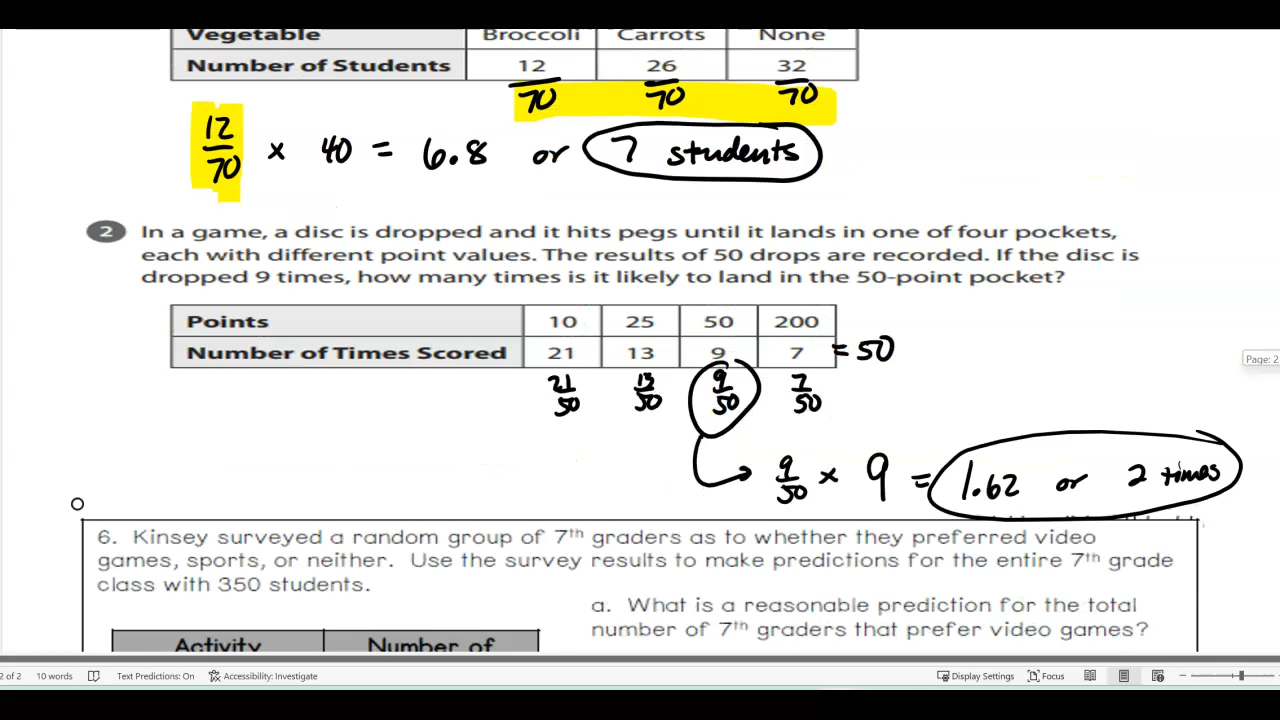 Vegetable Broccoli Carrots None
Number of Students 12 26 32
70 70 70
12/70 × 40 = 6.8 or 7 students
2 In a game, a disc is dropped and it hits pegs until it lands in one of four pockets,
each with different point values. The results of 50 drops are recorded. If the disc is
dropped 9 times, how many times is it likely to land in the 50-point pocket?
Points 10 25 50 200
Number of Times Scored 21 13 9 7 = 50
21/50 13/50 9/50 7/50
9/50 × 9 = 1.62 or 2 times
6. Kinsey surveyed a random group of 7th graders as to whether they preferred video
games, sports, or neither. Use the survey results to make predictions for the entire 7th grade
class with 350 students.
a. What is a reasonable prediction for the total
number of 7th graders that prefer video games?
Activity Number of
Page: 2
2 of 2 10 words Text Predictions: On Accessibility: Investigate Display Settings Focus